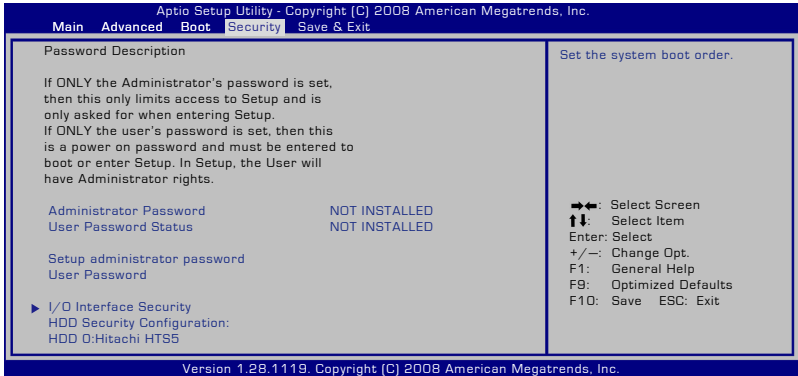 Aptio Setup Utility - Copyright (C) 2008 American Megatrends, Inc.
Main Advanced Boot Security Save & Exit
Password Description
If ONLY the Administrator's password is set,
then this only limits access to Setup and is
only asked for when entering Setup.
If ONLY the user's password is set, then this
is a power on password and must be entered to
boot or enter Setup. In Setup, the User will
have Administrator rights.
Administrator Password NOT INSTALLED
User Password Status NOT INSTALLED
Setup administrator password
User Password
I/O Interface Security
HDD Security Configuration:
HDD 0:Hitachi HTS5
Set the system boot order.
→←: Select Screen
↑↓: Select Item
Enter: Select
+/—: Change Opt.
F1: General Help
F9: Optimized Defaults
F10: Save ESC: Exit
Version 1.28.1119. Copyright (C) 2008 American Megatrends, Inc.